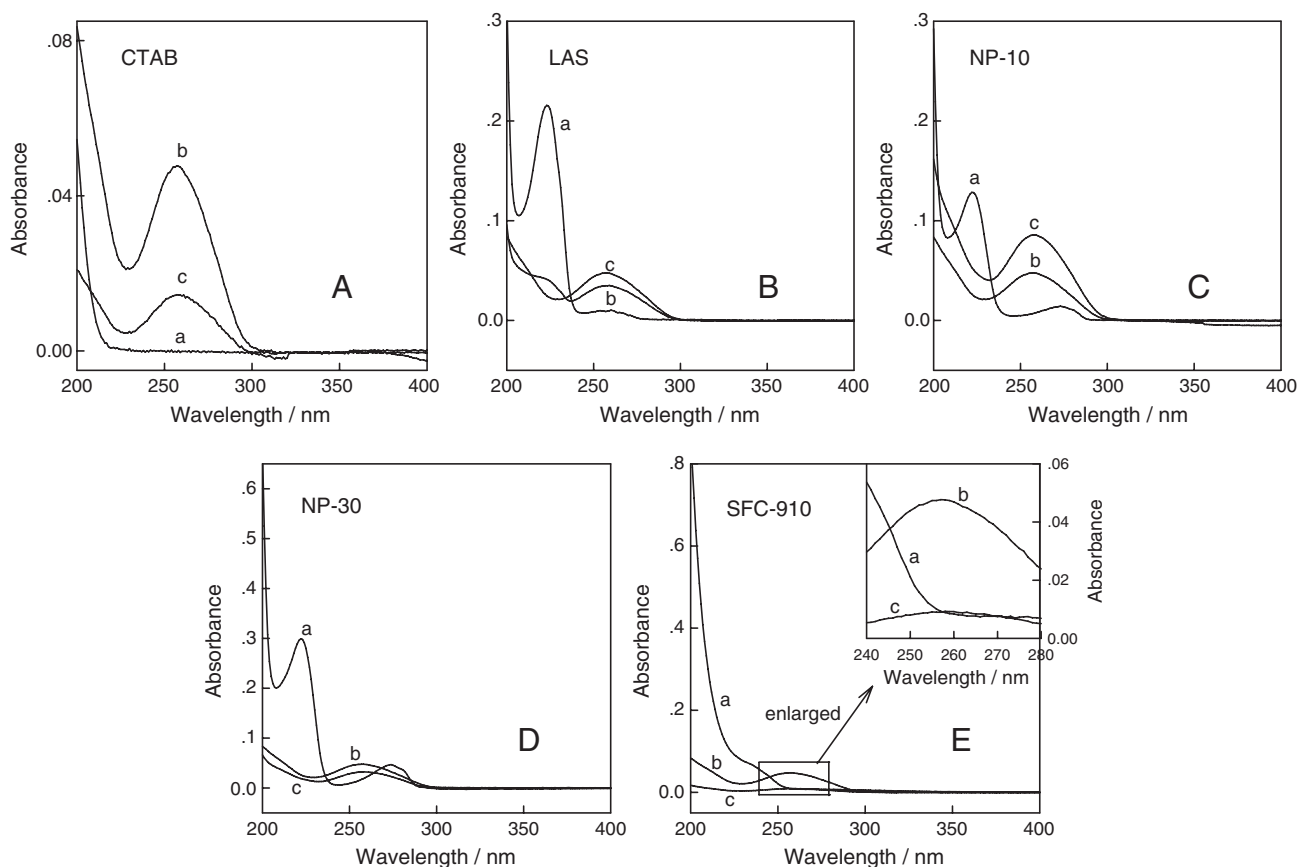 CTAB
Absorbance
.08
.04
0.00
b
c
a
A
200
250
300
350
400
Wavelength / nm
LAS
Absorbance
.3
.2
.1
0.0
a
c
b
B
200
250
300
350
400
Wavelength / nm
NP-10
Absorbance
.3
.2
.1
0.0
a
c
b
C
200
250
300
350
400
Wavelength / nm
NP-30
Absorbance
.6
.5
.4
.3
.2
.1
0.0
a
b
c
D
200
250
300
350
400
Wavelength / nm
SFC-910
Absorbance
.8
.6
.4
.2
0.0
a
b
c
enlarged
E
200
250
300
350
400
Wavelength / nm
.06
.04
.02
0.00
Absorbance
b
a
c
240
250
260
270
280
Wavelength / nm